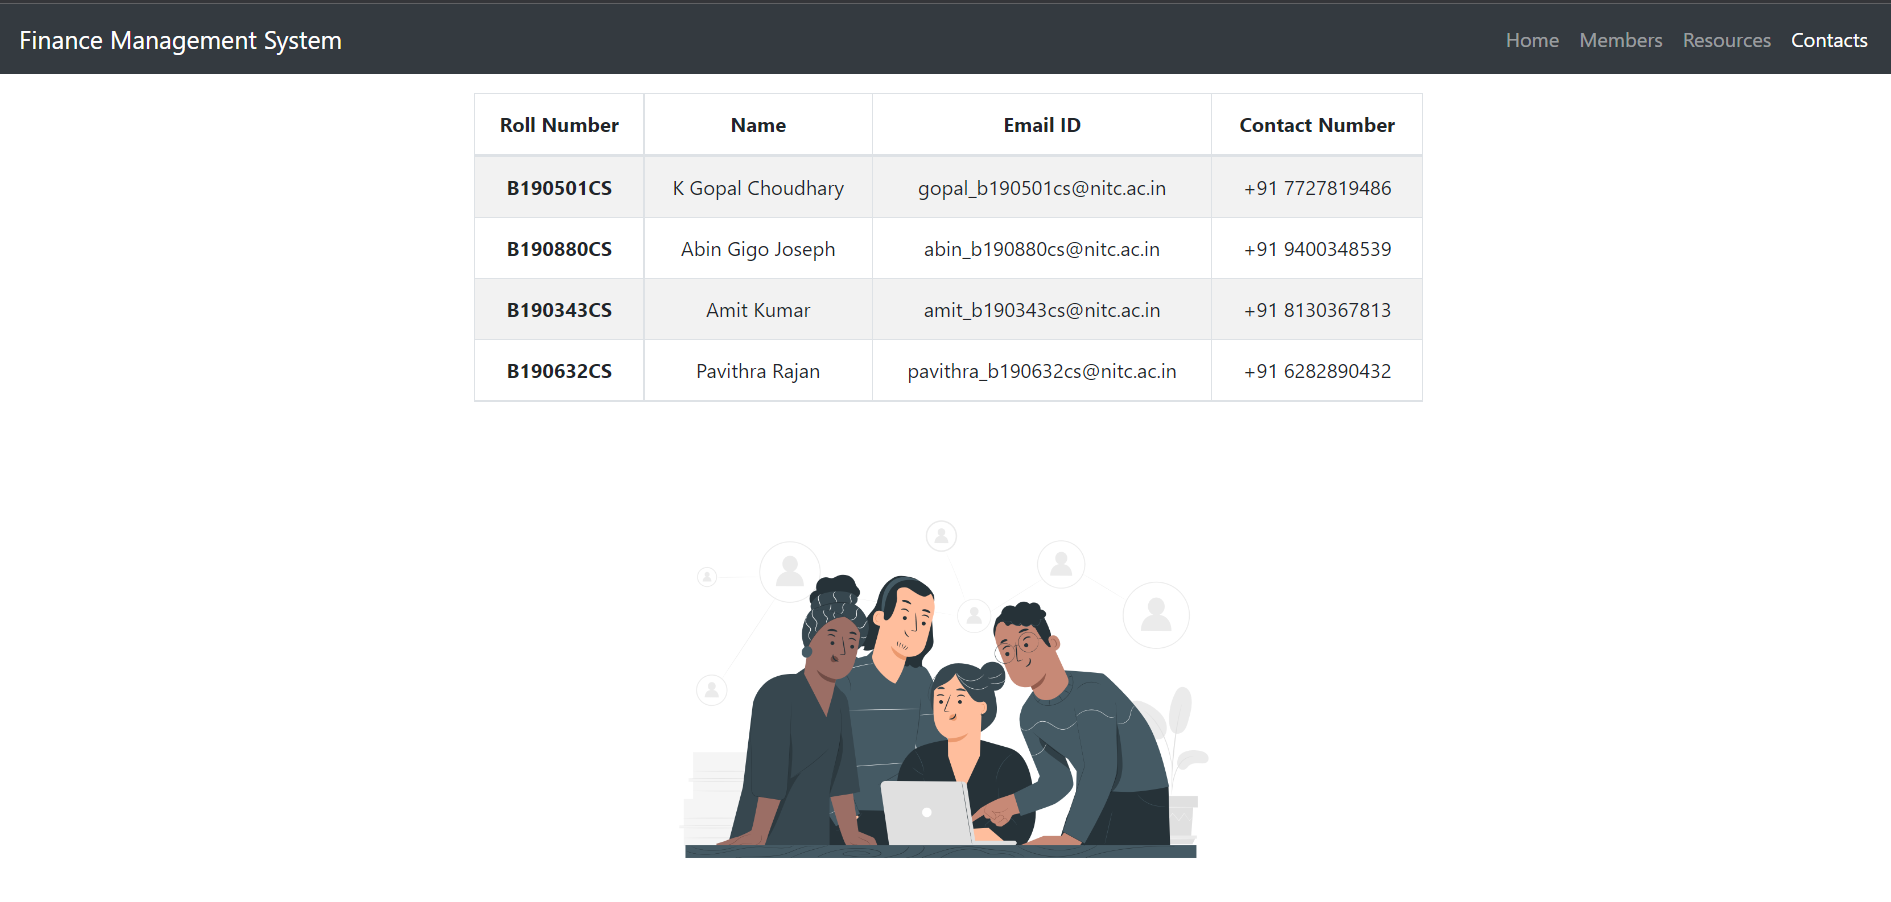 Finance Management System Home Members Resources Contacts
Roll Number Name Email ID Contact Number
B190501CS K Gopal Choudhary gopal_b190501cs@nitc.ac.in +91 7727819486
B190880CS Abin Gigo Joseph abin_b190880cs@nitc.ac.in +91 9400348539
B190343CS Amit Kumar amit_b190343cs@nitc.ac.in +91 8130367813
B190632CS Pavithra Rajan pavithra_b190632cs@nitc.ac.in +91 6282890432